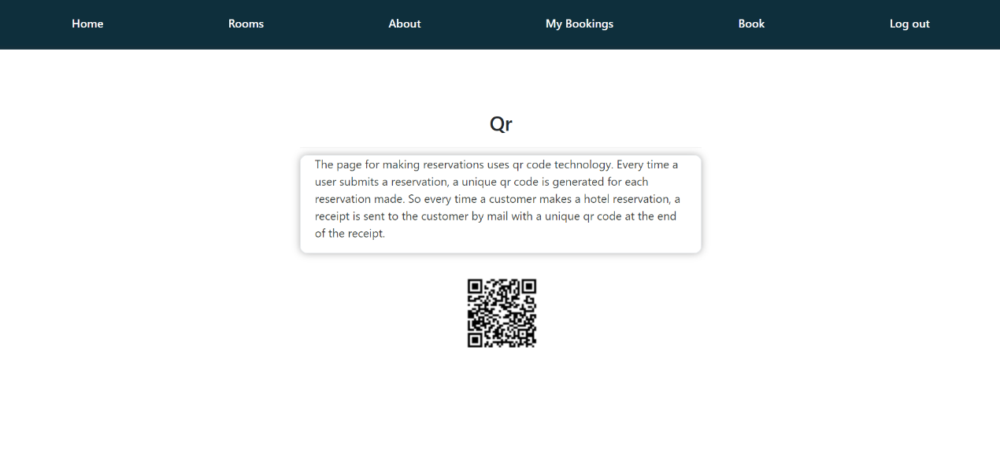 Home Rooms About My Bookings Book Log out
Qr
The page for making reservations uses qr code technology. Every time a
user submits a reservation, a unique qr code is generated for each
reservation made. So every time a customer makes a hotel reservation, a
receipt is sent to the customer by mail with a unique qr code at the end
of the receipt.